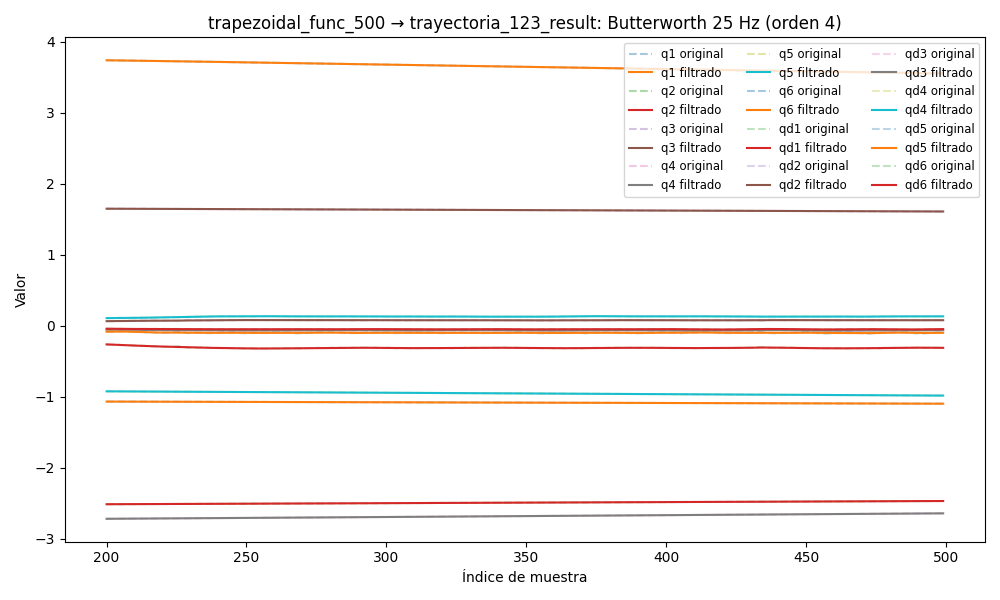 trapezoidal_func_500 → trayectoria_123_result: Butterworth 25 Hz (orden 4)
4
3
2
1
0
−1
−2
−3
Valor
200
250
300
350
400
450
500
Índice de muestra
q1 original
q1 filtrado
q2 original
q2 filtrado
q3 original
q3 filtrado
q4 original
q4 filtrado
q5 original
q5 filtrado
q6 original
q6 filtrado
qd1 original
qd1 filtrado
qd2 original
qd2 filtrado
qd3 original
qd3 filtrado
qd4 original
qd4 filtrado
qd5 original
qd5 filtrado
qd6 original
qd6 filtrado